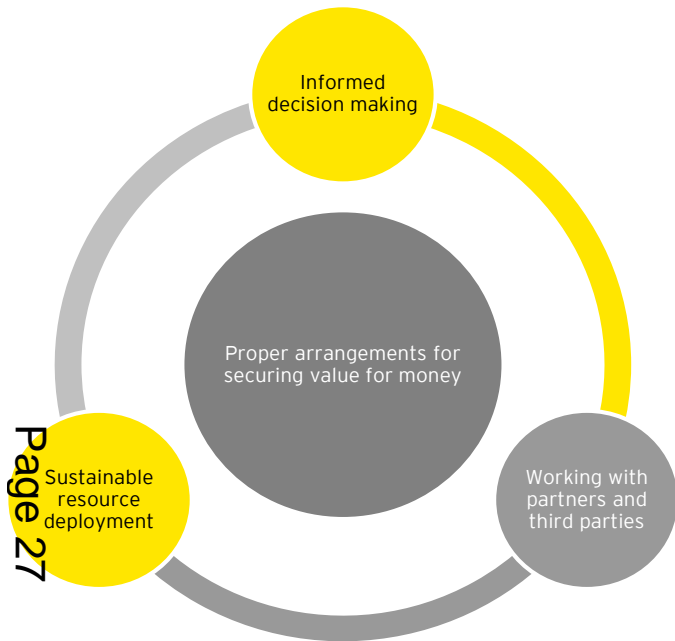 Informed
decision making
Proper arrangements for
securing value for money
Sustainable
resource
deployment
Working with
partners and
third parties
Page 27